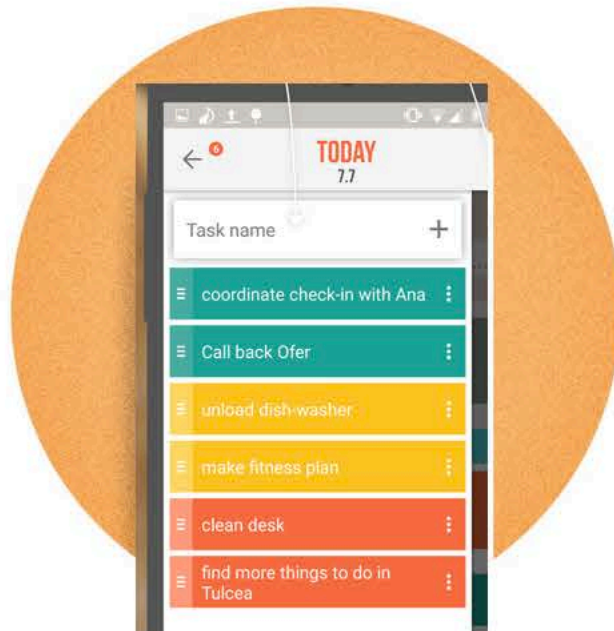 6
TODAY
7.7
Task name
coordinate check-in with Ana
Call back Ofer
unload dish-washer
make fitness plan
clean desk
find more things to do in
Tulcea